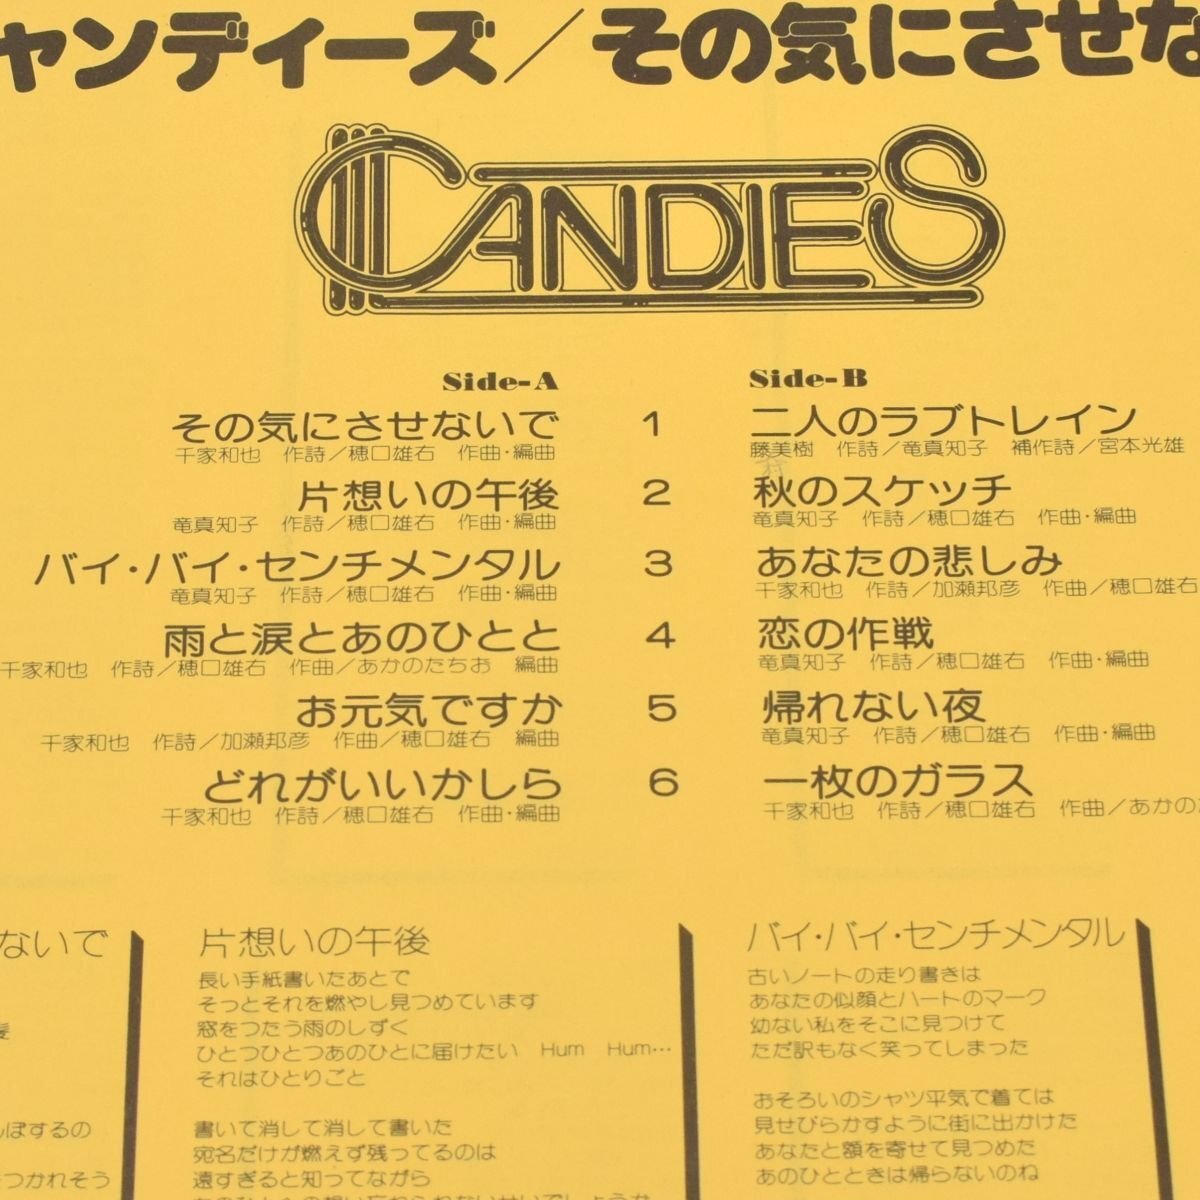 ャンディーズ／その気にさせな
CANDIES
Side-A
その気にさせないで
千家和也 作詩／穂口雄右 作曲・編曲
片想いの午後
竜真知子 作詩／穂口雄右 作曲・編曲
バイ・バイ・センチメンタル
竜真知子 作詩／穂口雄右 作曲・編曲
雨と涙とあのひとと
千家和也 作詩／穂口雄右 作曲／あかのたちお 編曲
お元気ですか
千家和也 作詩／加瀬邦彦 作曲／穂口雄右 編曲
どれがいいかしら
千家和也 作詩／穂口雄右 作曲・編曲
1
2
3
4
5
6
Side-B
二人のラブトレイン
藤美樹 作詩／竜真知子 補作詩／宮本光雄
秋のスケッチ
竜真知子 作詩／穂口雄右 作曲・編曲
あなたの悲しみ
千家和也 作詩／加瀬邦彦 作曲／穂口雄右
恋の作戦
竜真知子 作詩／穂口雄右 作曲・編曲
帰れない夜
竜真知子 作詩／穂口雄右 作曲・編曲
一枚のガラス
千家和也 作詩／穂口雄右 作曲／あかの
ないで
髪
んぼするの
つかれそう
片想いの午後
長い手紙書いたあとで
そっとそれを燃やし見つめています
窓をつたう雨のしずく
ひとつひとつあのひとに届けたい Hum Hum…
それはひとりごと
書いて消して消して書いた
宛名だけが燃えず残ってるのは
遠すぎると知ってながら
バイ・バイ・センチメンタル
古いノートの走り書きは
あなたの似顔とハートのマーク
幼ない私をそこに見つけて
ただ訳もなく笑ってしまった
おそろいのシャツ平気で着ては
見せびらかすように街に出かけた
あなたと額を寄せて見つめた
あのひとときは帰らないのね